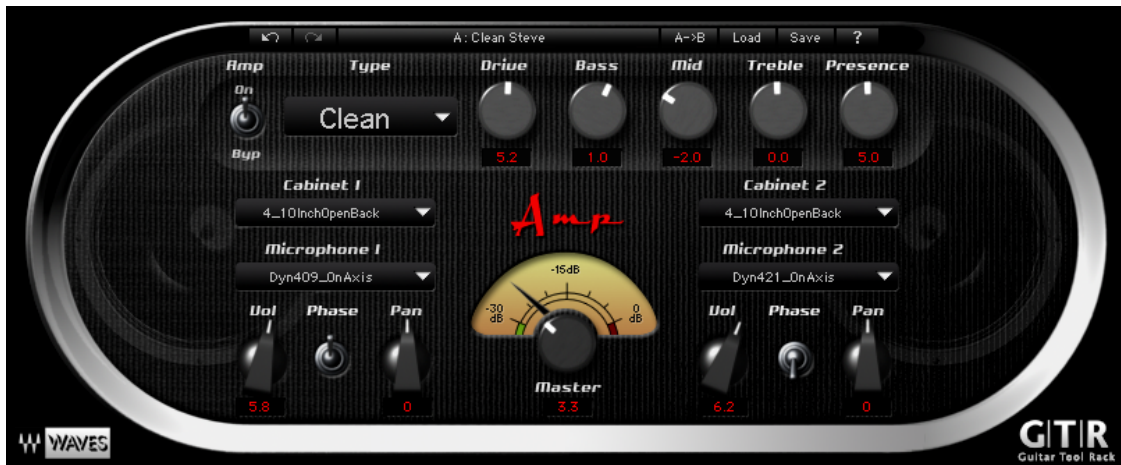 A: Clean Steve A->B Load Save ?
Amp Type Drive Bass Mid Treble Presence
On
Clean
Byp
5.2 1.0 -2.0 0.0 5.0
Cabinet 1 Cabinet 2
4_10InchOpenBack Amp 4_10InchOpenBack
Microphone 1 Microphone 2
Dyn409_OnAxis -15dB Dyn421_OnAxis
Vol Phase Pan -30 dB 0 dB Vol Phase Pan
Master
5.8 0 3.3 6.2 0
WAVES GTR
Guitar Tool Rack